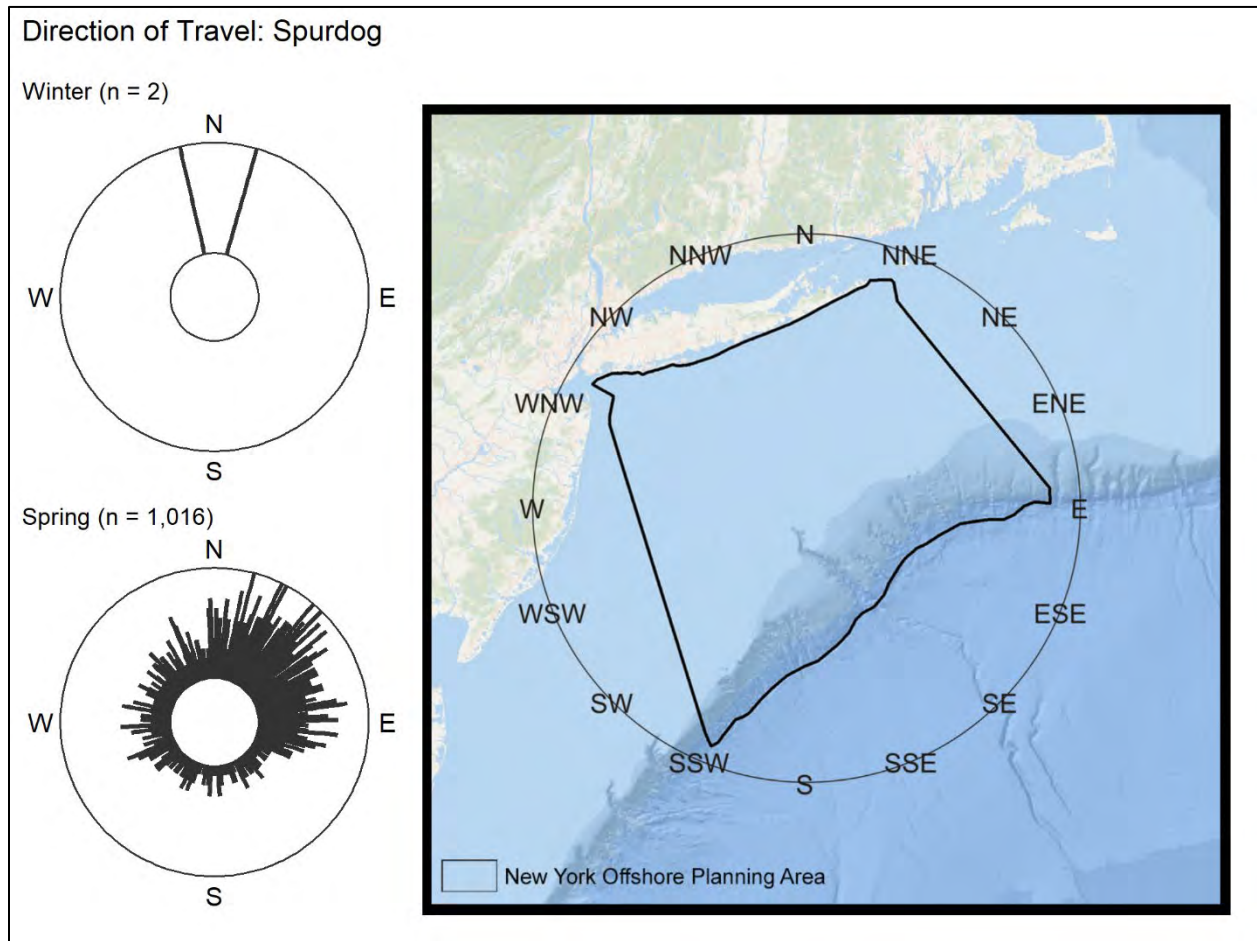 Direction of Travel: Spurdog
Winter (n = 2)
N
W
E
S
Spring (n = 1,016)
N
W
E
S
N
NNW
NNE
NW
NE
WNW
ENE
W
E
WSW
ESE
SW
SE
SSW
SSE
S
New York Offshore Planning Area